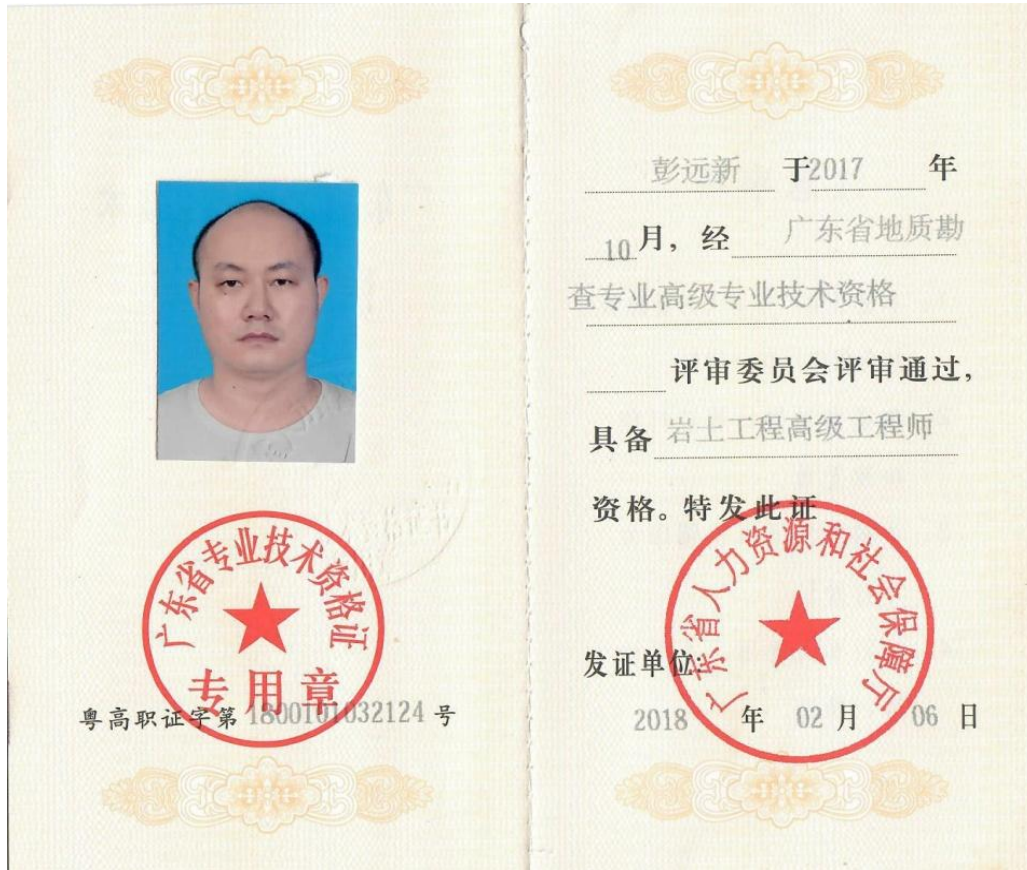 广东省专业技术资格证
专用章
粤高职证字第 1800101032124 号
彭远新 于2017 年
10 月，经 广东省地质勘
查专业高级专业技术资格
评审委员会评审通过，
具备 岩土工程高级工程师
资格。特发此证
广东省人力资源和社会保障厅
发证单位
2018 年 02 月 06 日